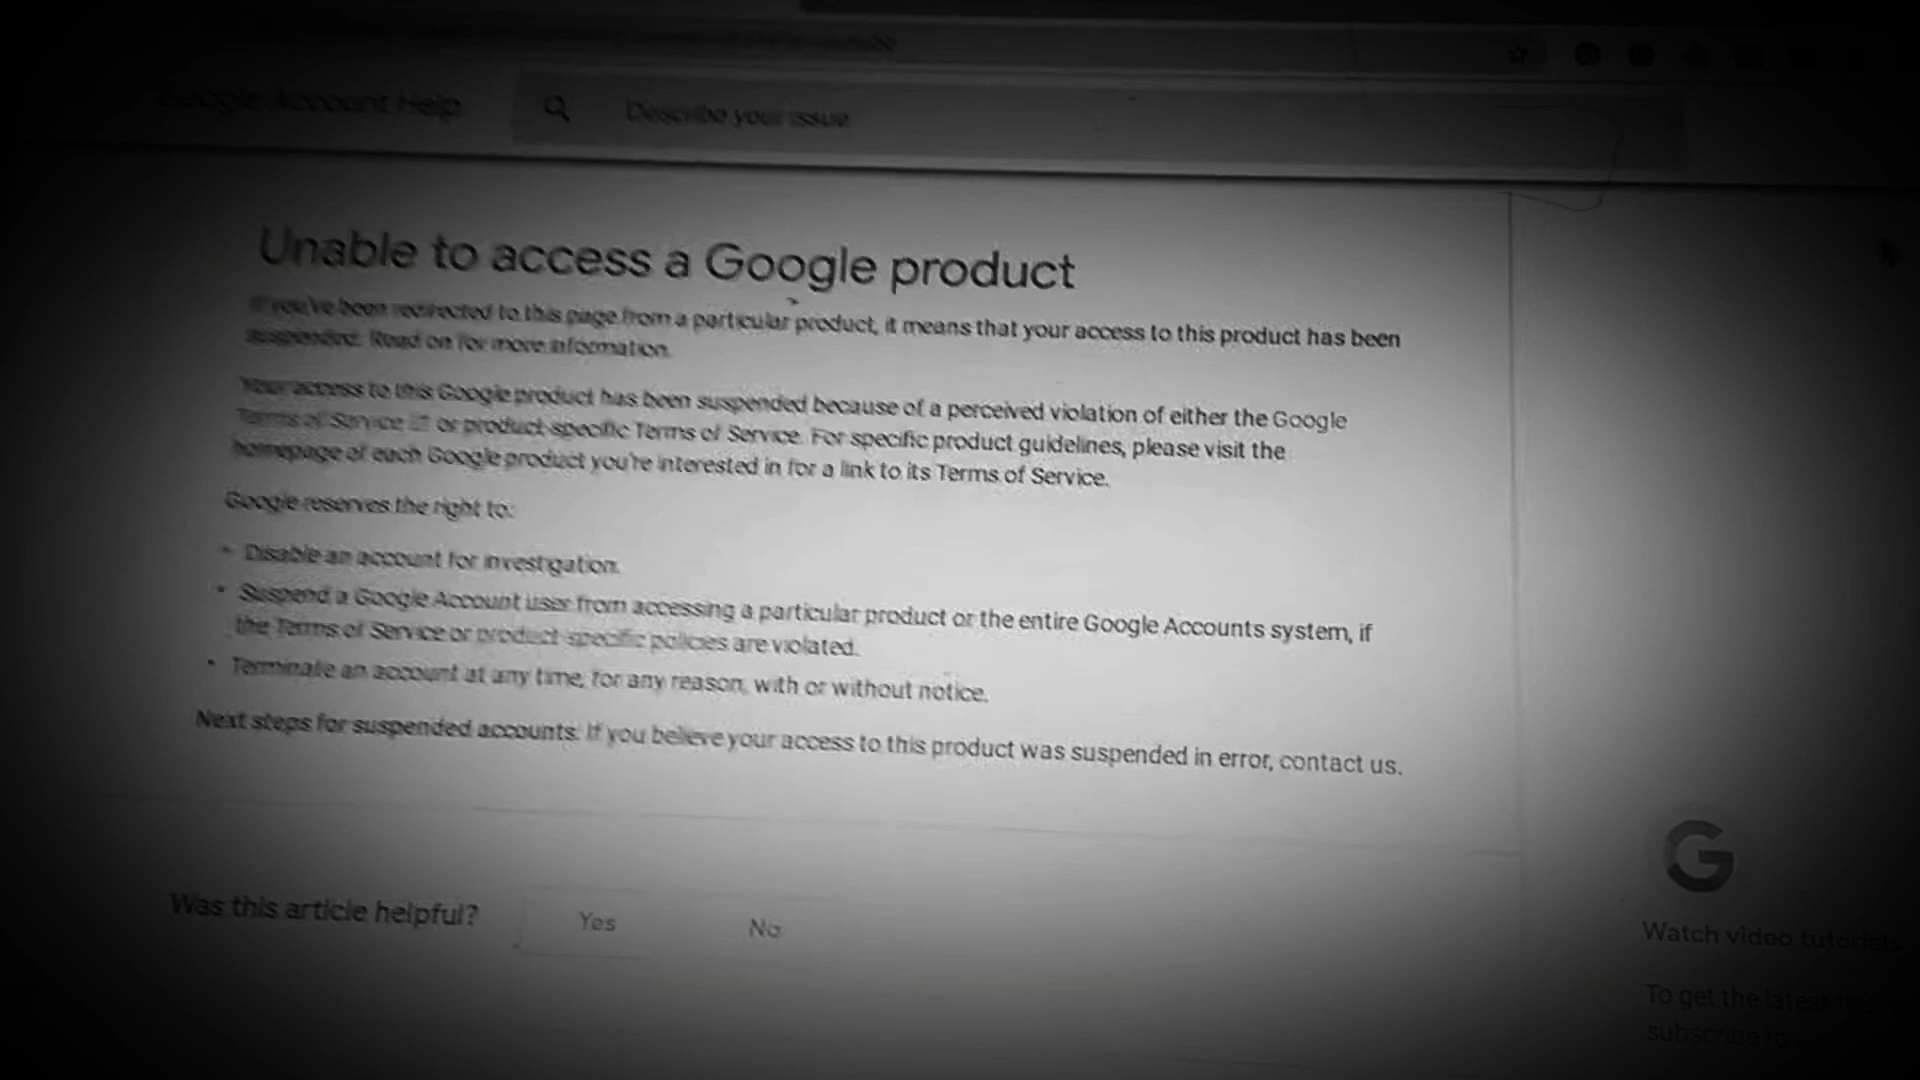 Google Account Help
Describe your issue
Unable to access a Google product
If you've been redirected to this page from a particular product, it means that your access to this product has been
suspended. Read on for more information.
Your access to this Google product has been suspended because of a perceived violation of either the Google
Terms of Service or product-specific Terms of Service. For specific product guidelines, please visit the
homepage of each Google product you're interested in for a link to its Terms of Service.
Google reserves the right to:
• Disable an account for investigation.
• Suspend a Google Account user from accessing a particular product or the entire Google Accounts system, if
the Terms of Service or product-specific policies are violated.
• Terminate an account at any time, for any reason, with or without notice.
Next steps for suspended accounts: If you believe your access to this product was suspended in error, contact us.
Was this article helpful?
Yes
No
G
Watch video tutorials
To get the latest
subscribe to